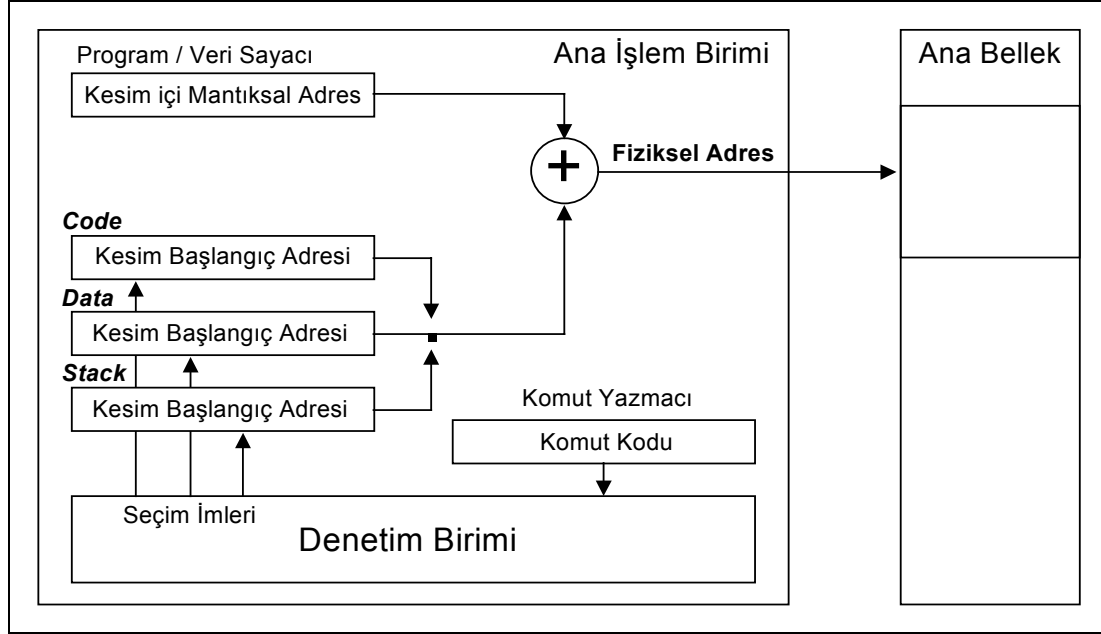 Ana İşlem Birimi
Ana Bellek
Program / Veri Sayacı
Kesim içi Mantıksal Adres
+
Fiziksel Adres
Code
Kesim Başlangıç Adresi
Data
Kesim Başlangıç Adresi
Stack
Kesim Başlangıç Adresi
Komut Yazmacı
Komut Kodu
Seçim İmleri
Denetim Birimi